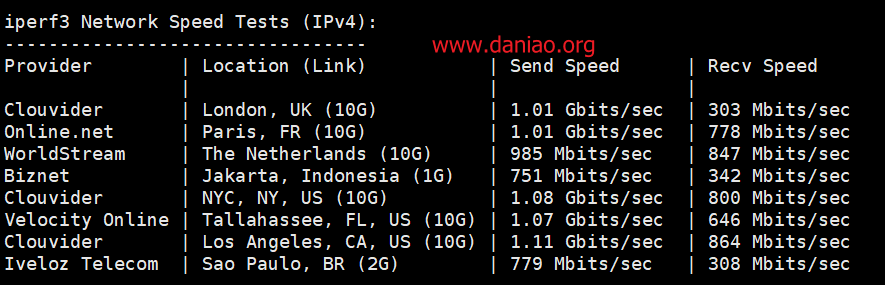 iperf3 Network Speed Tests (IPv4):
---------------------------------
www.daniao.org
Provider        | Location (Link)           | Send Speed      | Recv Speed
                |                           |                 |
Clouvider       | London, UK (10G)          | 1.01 Gbits/sec  | 303 Mbits/sec
Online.net      | Paris, FR (10G)           | 1.01 Gbits/sec  | 778 Mbits/sec
WorldStream     | The Netherlands (10G)     | 985 Mbits/sec   | 847 Mbits/sec
Biznet          | Jakarta, Indonesia (1G)   | 751 Mbits/sec   | 342 Mbits/sec
Clouvider       | NYC, NY, US (10G)         | 1.08 Gbits/sec  | 800 Mbits/sec
Velocity Online | Tallahassee, FL, US (10G) | 1.07 Gbits/sec  | 646 Mbits/sec
Clouvider       | Los Angeles, CA, US (10G) | 1.11 Gbits/sec  | 864 Mbits/sec
Iveloz Telecom  | Sao Paulo, BR (2G)        | 779 Mbits/sec   | 308 Mbits/sec